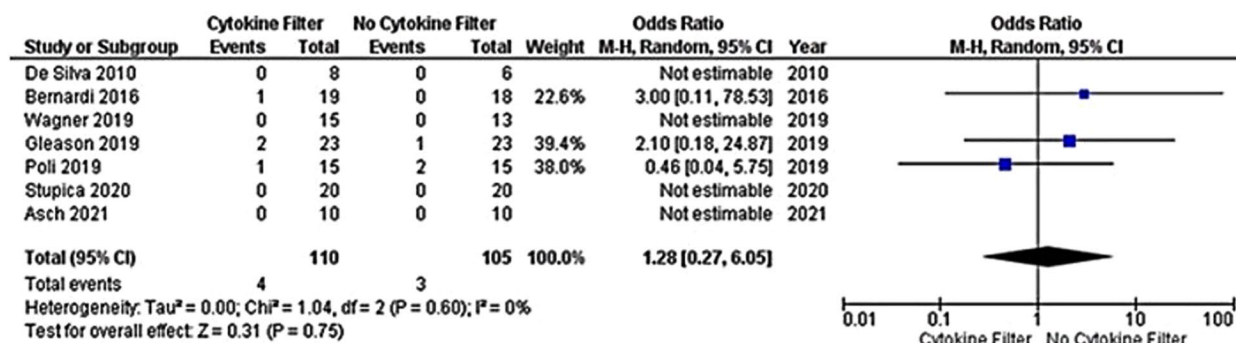 Cytokine Filter No Cytokine Filter Odds Ratio Odds Ratio
Study or Subgroup Events Total Events Total Weight M-H, Random, 95% CI Year M-H, Random, 95% CI
De Silva 2010 0 8 0 6 Not estimable 2010
Bernardi 2016 1 19 0 18 22.6% 3.00 [0.11, 78.53] 2016
Wagner 2019 0 15 0 13 Not estimable 2019
Gleason 2019 2 23 1 23 39.4% 2.10 [0.18, 24.87] 2019
Poli 2019 1 15 2 15 38.0% 0.46 [0.04, 5.75] 2019
Stupica 2020 0 20 0 20 Not estimable 2020
Asch 2021 0 10 0 10 Not estimable 2021
Total (95% CI) 110 105 100.0% 1.28 [0.27, 6.05]
Total events 4 3
Heterogeneity: Tau² = 0.00; Chi² = 1.04, df = 2 (P = 0.60); I² = 0%
Test for overall effect: Z = 0.31 (P = 0.75)
0.01 0.1 1 10 100
Cytokine Filter No Cytokine Filter